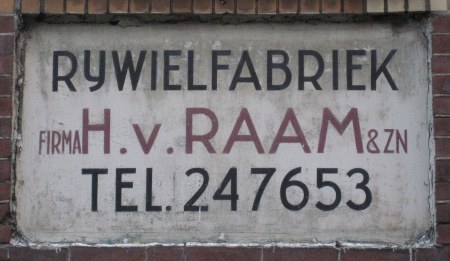 RYWIELFABRIEK
FIRMA H.v. RAAM & ZN
TEL. 247653